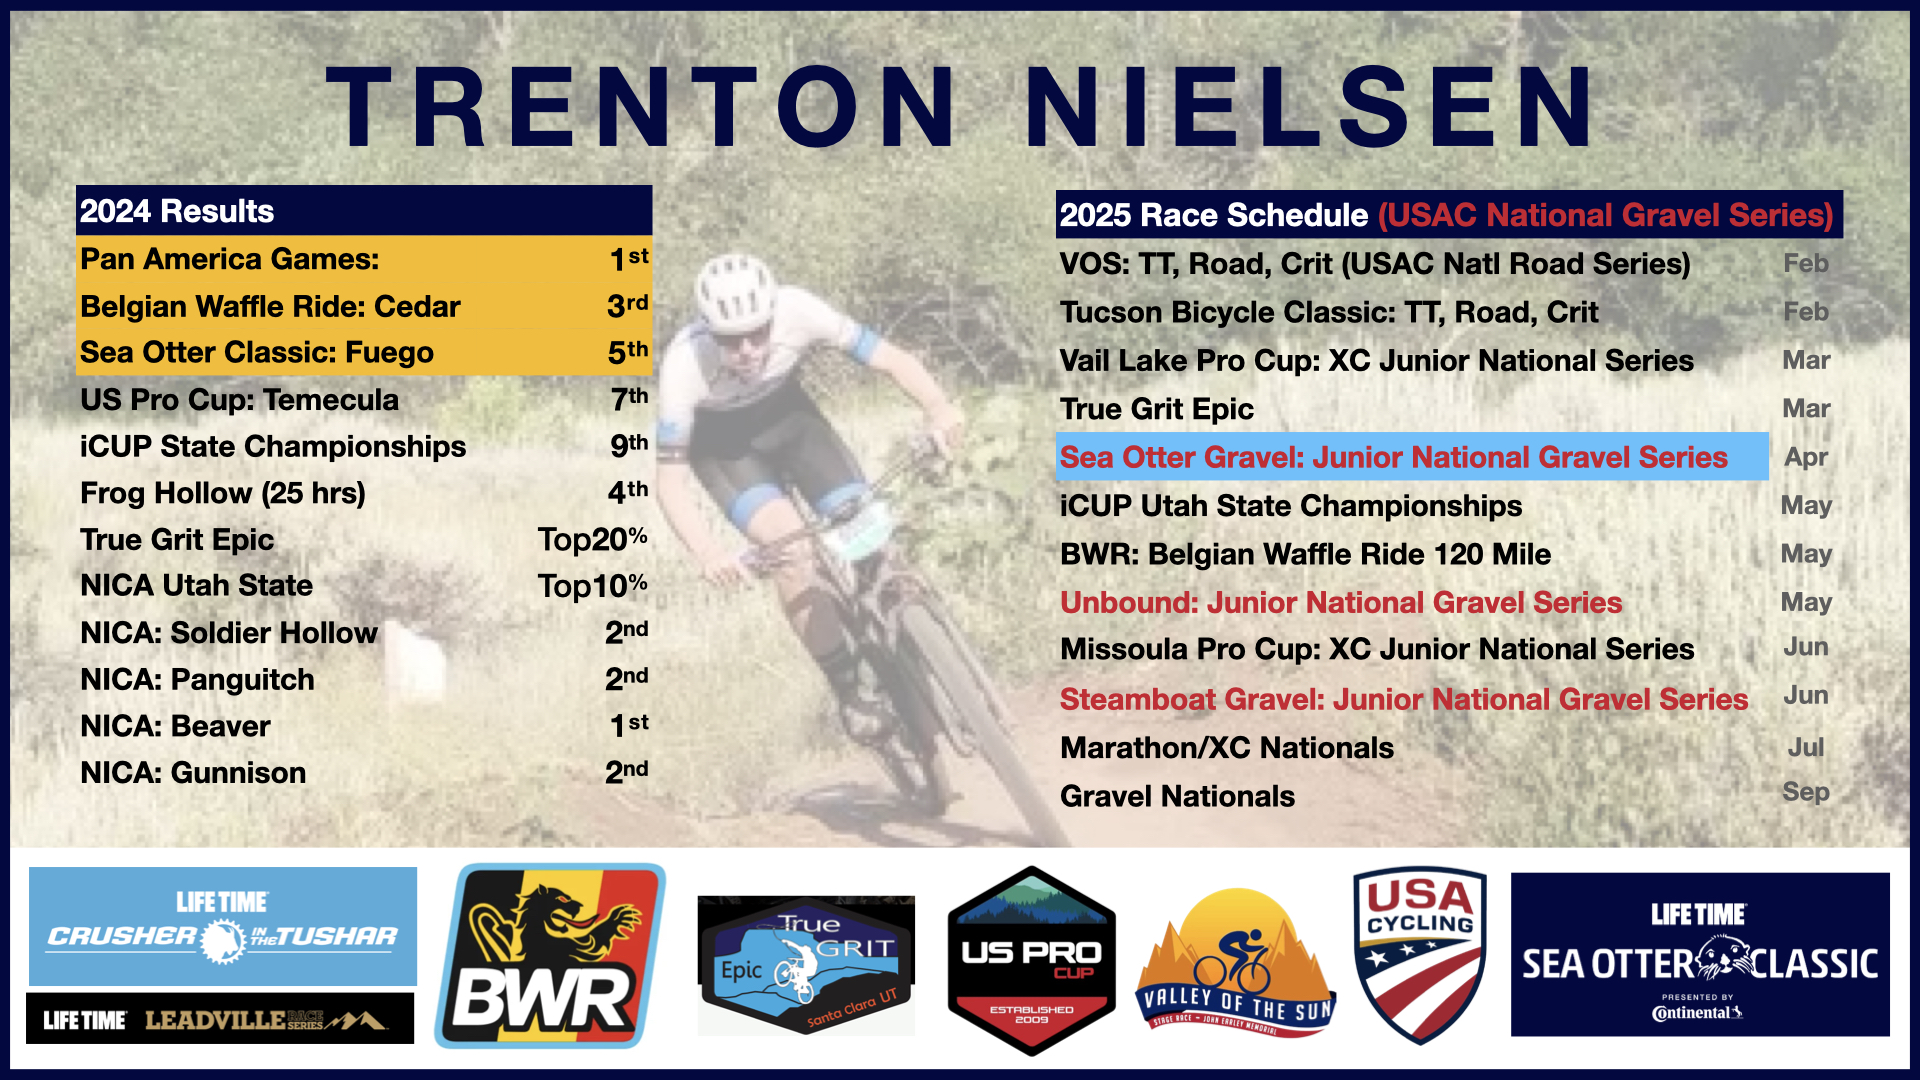 TRENTON NIELSEN
2024 Results
Pan America Games: 1st
Belgian Waffle Ride: Cedar 3rd
Sea Otter Classic: Fuego 5th
US Pro Cup: Temecula 7th
iCUP State Championships 9th
Frog Hollow (25 hrs) 4th
True Grit Epic Top20%
NICA Utah State Top10%
NICA: Soldier Hollow 2nd
NICA: Panguitch 2nd
NICA: Beaver 1st
NICA: Gunnison 2nd
2025 Race Schedule (USAC National Gravel Series)
VOS: TT, Road, Crit (USAC Natl Road Series) Feb
Tucson Bicycle Classic: TT, Road, Crit Feb
Vail Lake Pro Cup: XC Junior National Series Mar
True Grit Epic Mar
Sea Otter Gravel: Junior National Gravel Series Apr
iCUP Utah State Championships May
BWR: Belgian Waffle Ride 120 Mile May
Unbound: Junior National Gravel Series May
Missoula Pro Cup: XC Junior National Series Jun
Steamboat Gravel: Junior National Gravel Series Jun
Marathon/XC Nationals Jul
Gravel Nationals Sep
LIFE TIME
CRUSHER IN THE TUSHAR
LIFE TIME LEADVILLE RACE SERIES
BWR
True
GRIT
Epic
Santa Clara UT
US PRO
CUP
ESTABLISHED
2009
VALLEY OF THE SUN
STAGE RACE - JOHN EARLEY MEMORIAL
USA
CYCLING
LIFE TIME
SEA OTTER CLASSIC
PRESENTED BY
Continental